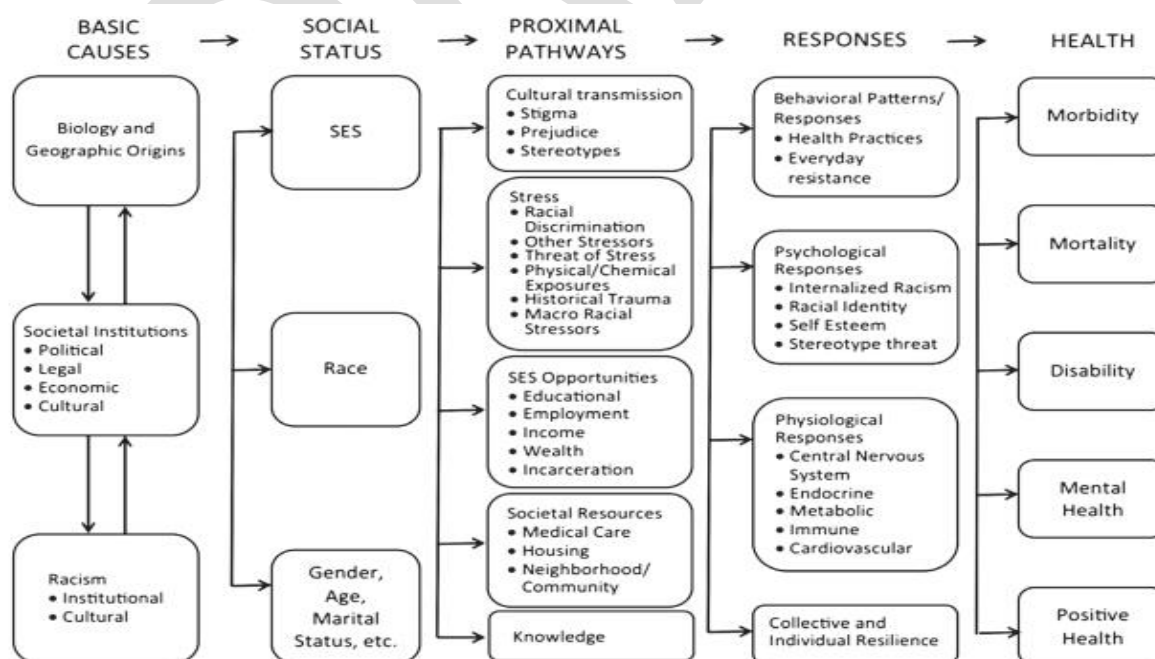 BASIC
CAUSES
SOCIAL
STATUS
PROXIMAL
PATHWAYS
RESPONSES
HEALTH
Biology and
Geographic Origins
Societal Institutions
• Political
• Legal
• Economic
• Cultural
Racism
• Institutional
• Cultural
SES
Race
Gender,
Age,
Marital
Status, etc.
Cultural transmission
• Stigma
• Prejudice
• Stereotypes
Stress
• Racial
Discrimination
• Other Stressors
• Threat of Stress
• Physical/Chemical
Exposures
• Historical Trauma
• Macro Racial
Stressors
SES Opportunities
• Educational
• Employment
• Income
• Wealth
• Incarceration
Societal Resources
• Medical Care
• Housing
• Neighborhood/
Community
Knowledge
Behavioral Patterns/
Responses
• Health Practices
• Everyday
resistance
Psychological
Responses
• Internalized Racism
• Racial Identity
• Self Esteem
• Stereotype threat
Physiological
Responses
• Central Nervous
System
• Endocrine
• Metabolic
• Immune
• Cardiovascular
Collective and
Individual Resilience
Morbidity
Mortality
Disability
Mental
Health
Positive
Health